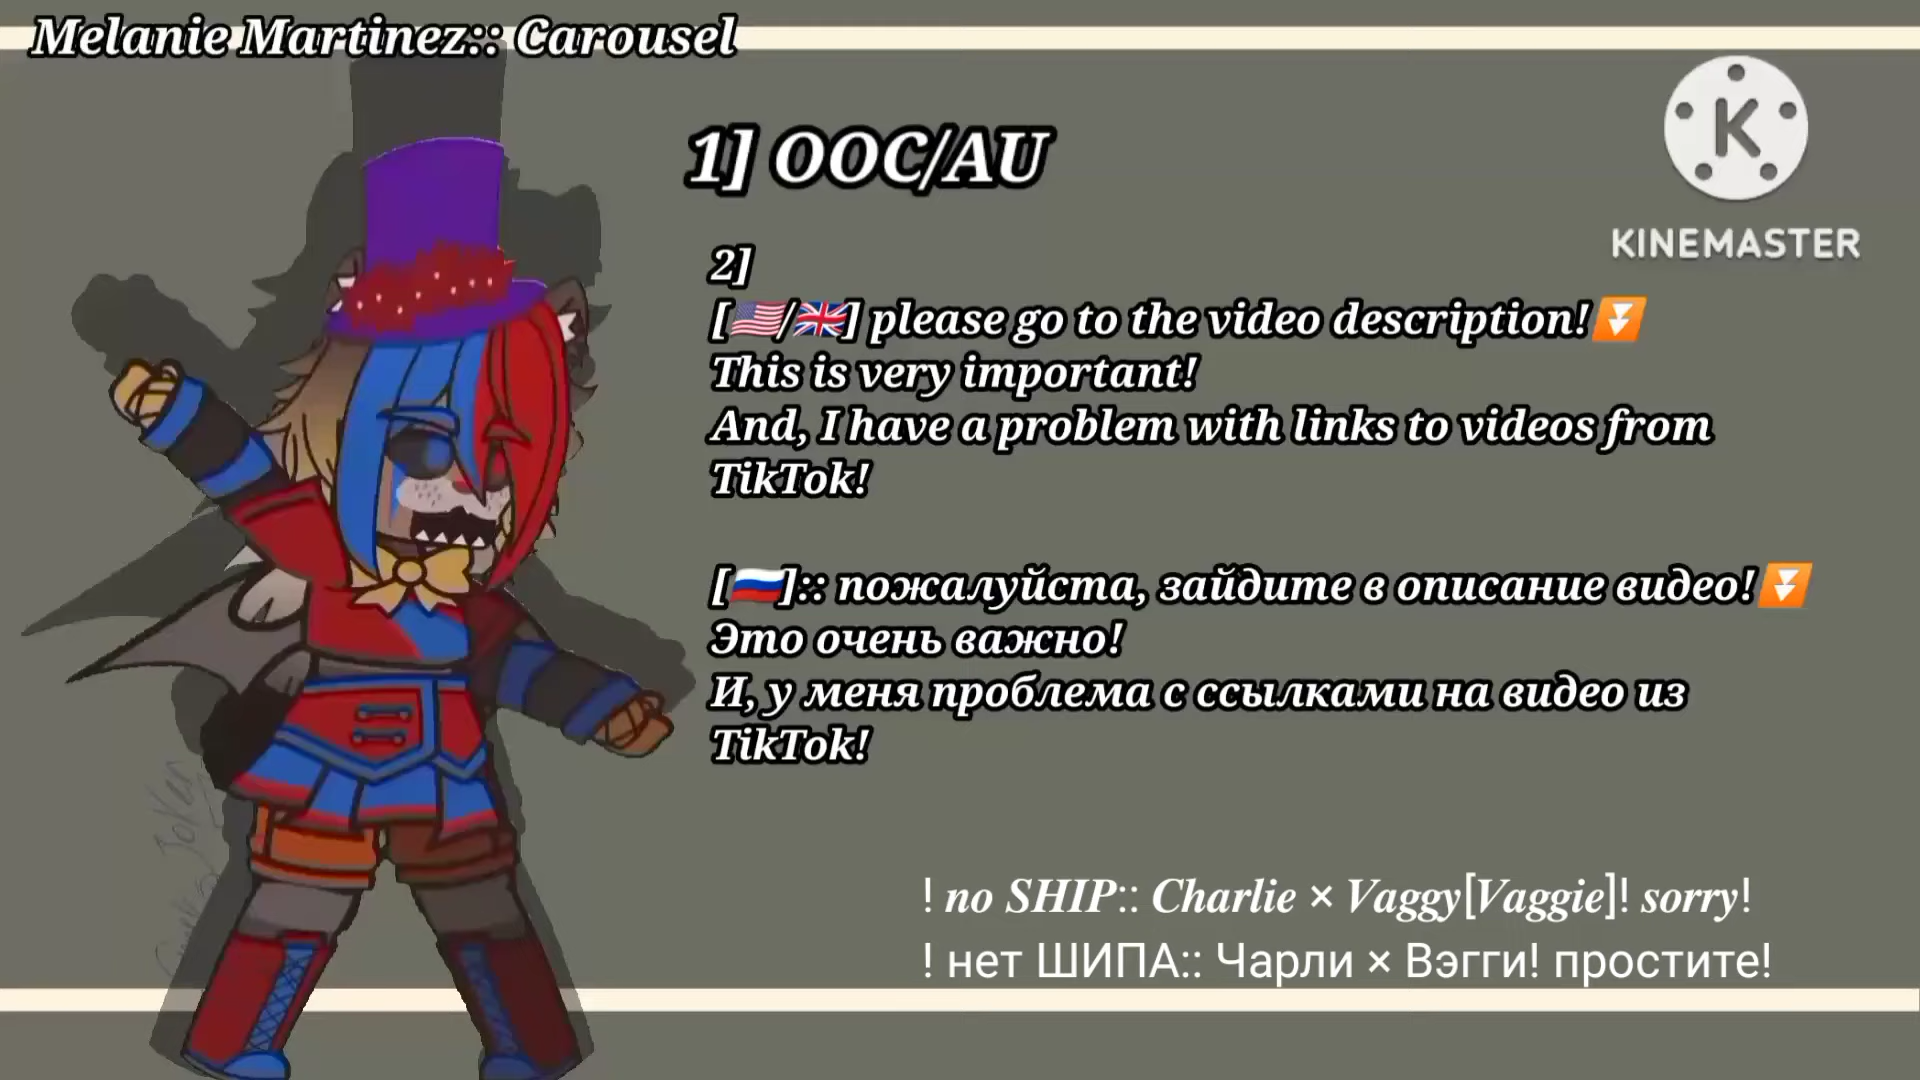 Melanie Martinez:: Carousel
K
KINEMASTER
1] OOC/AU
2]
[🇺🇸/🇬🇧] please go to the video description!⏬
This is very important!
And, I have a problem with links to videos from
TikTok!
[🇷🇺]:: пожалуйста, зайдите в описание видео!⏬
Это очень важно!
И, у меня проблема с ссылками на видео из
TikTok!
! no SHIP:: Charlie × Vaggy[Vaggie]! sorry!
! нет ШИПА:: Чарли × Вэгги! простите!